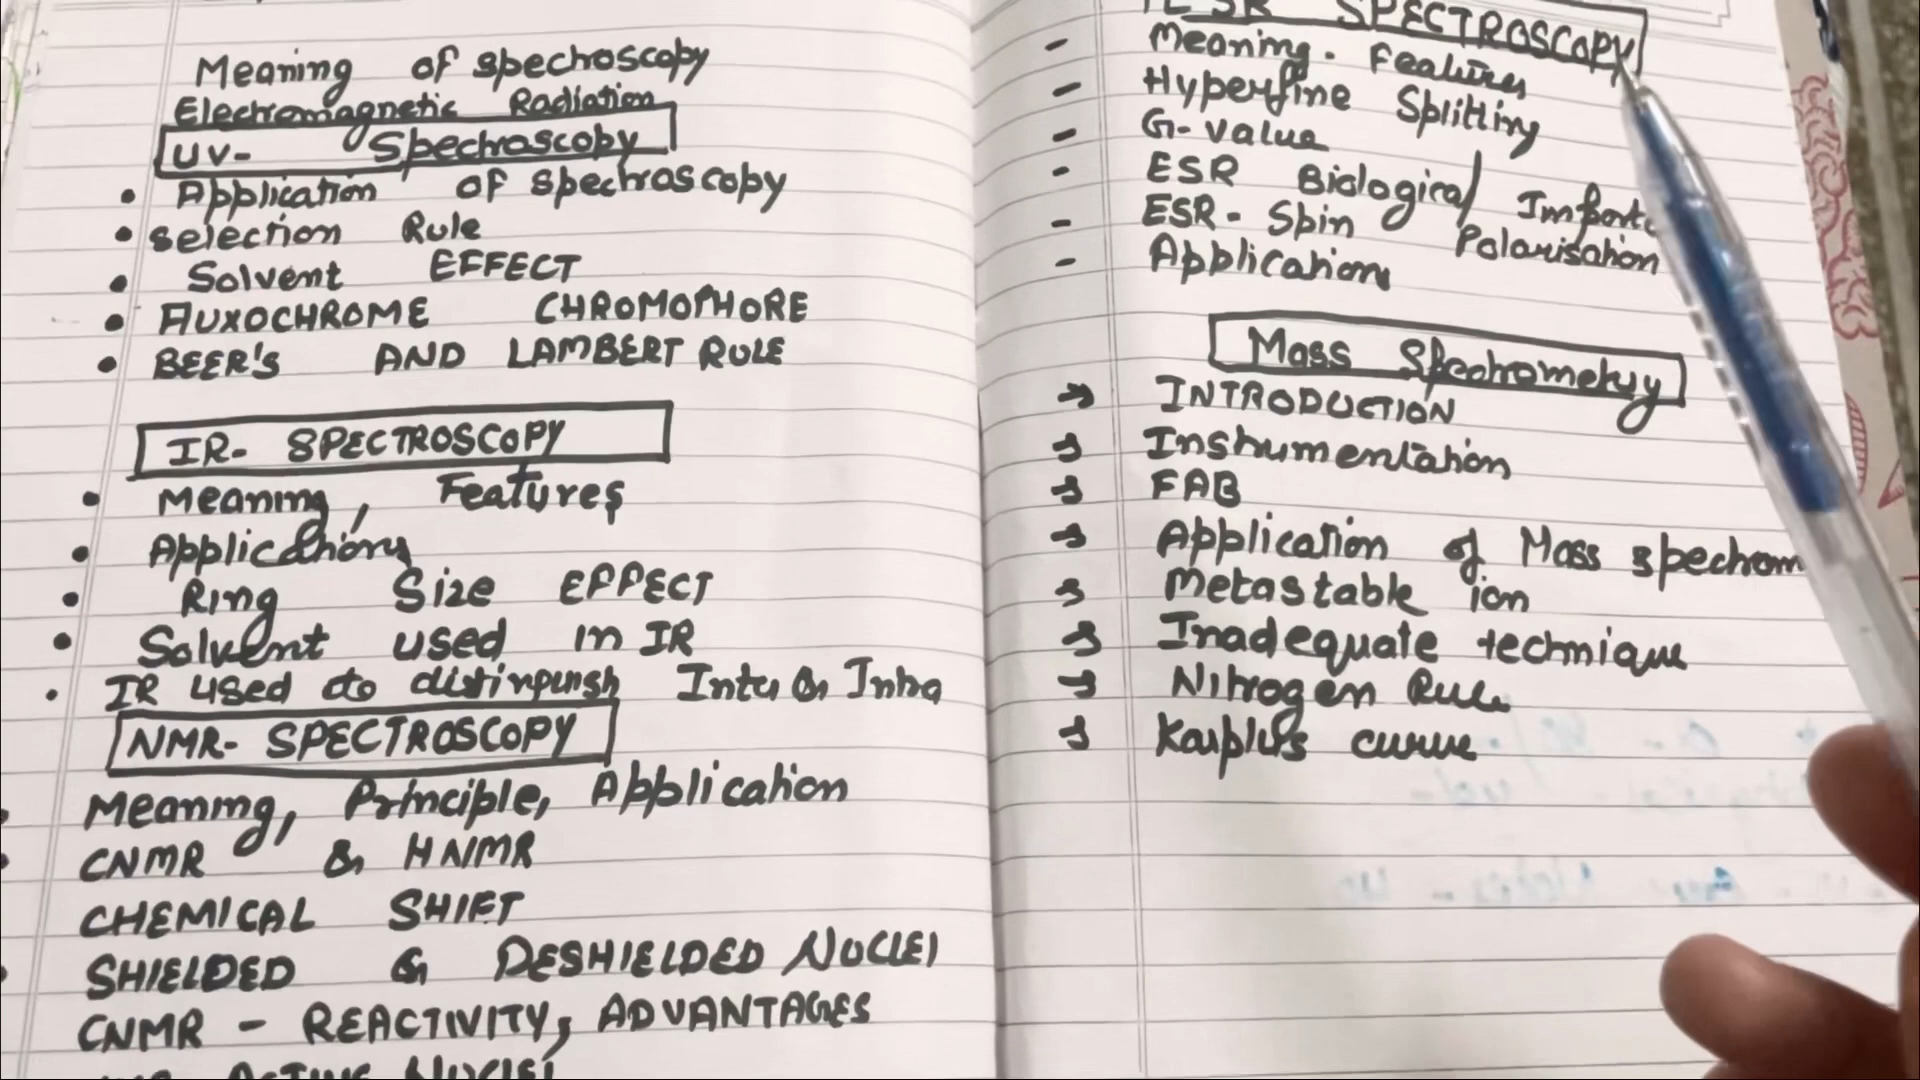 Meaning of spectroscopy
Electromagnetic Radiation
UV- Spectroscopy
• Application of spectroscopy
• Selection Rule
• Solvent EFFECT
• AUXOCHROME CHROMOPHORE
• BEER'S AND LAMBERT RULE
IR- SPECTROSCOPY
• Meaning, Features
• Applications
• Ring Size EFFECT
• Solvent used in IR
• IR used to distinguish Inter & Intra
NMR- SPECTROSCOPY
Meaning, Principle, Application
CNMR & HNMR
CHEMICAL SHIFT
SHIELDED & DESHIELDED NUCLEI
CNMR - REACTIVITY, ADVANTAGES
ACTIVE NUCLEI
SPECTROSCOPY
- Meaning. Features
- Hyperfine Splitting
- G-value
- ESR Biological
- ESR- Spin Polarisation
- Applications
Mass Spectrometry
→ INTRODUCTION
→ Instrumentation
→ FAB
→ Application of Mass spectrom
→ Metastable ion
→ Inadequate technique
→ Nitrogen Rule
→ Karplus curve